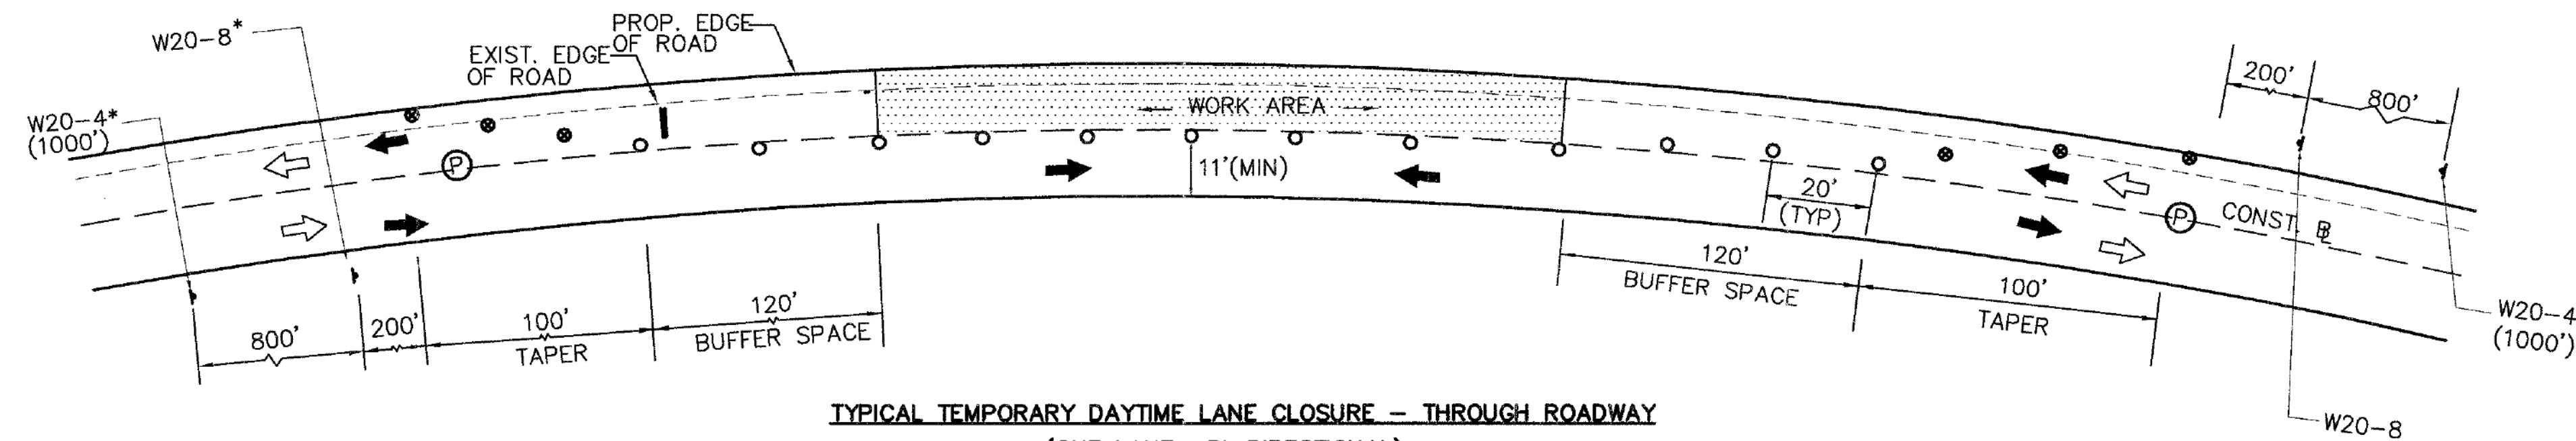 W20-8*
PROP. EDGE
OF ROAD
EXIST. EDGE
OF ROAD
W20-4*
(1000')
WORK AREA
200'
800'
P
11'(MIN)
20'
(TYP)
P
CONST. BL
800'
200'
100'
TAPER
120'
BUFFER SPACE
120'
BUFFER SPACE
100'
TAPER
W20-4
(1000')
W20-8
TYPICAL TEMPORARY DAYTIME LANE CLOSURE - THROUGH ROADWAY